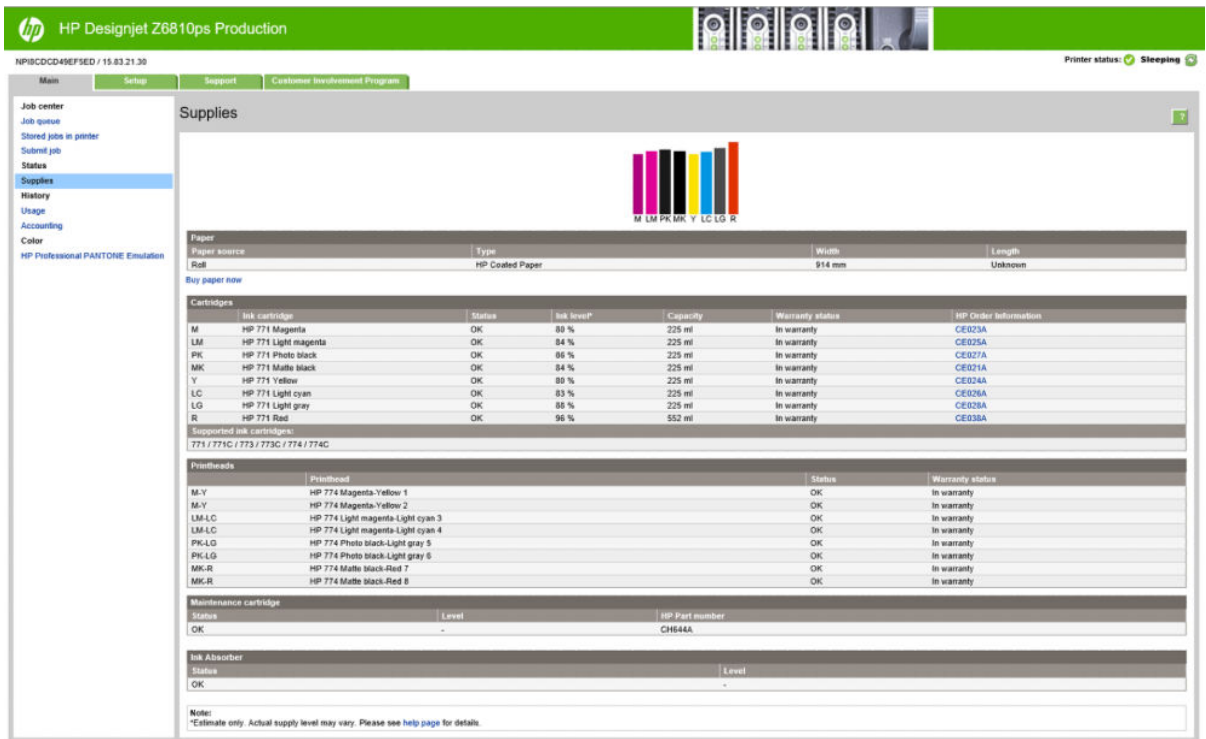 hp HP Designjet Z6810ps Production
NPI8CDCD49EF5ED / 15.83.21.30 Printer status: Sleeping
Main Setup Support Customer Involvement Program
Job center
Job queue
Stored jobs in printer
Submit job
Status
Supplies
History
Usage
Accounting
Color
HP Professional PANTONE Emulation
Supplies ?
M LM PK MK Y LC LG R
Paper
Paper source Type Width Length
Roll HP Coated Paper 914 mm Unknown
Buy paper now
Cartridges
Ink cartridge Status Ink level* Capacity Warranty status HP Order Information
M HP 771 Magenta OK 80 % 225 ml In warranty CE023A
LM HP 771 Light magenta OK 84 % 225 ml In warranty CE025A
PK HP 771 Photo black OK 86 % 225 ml In warranty CE027A
MK HP 771 Matte black OK 84 % 225 ml In warranty CE021A
Y HP 771 Yellow OK 80 % 225 ml In warranty CE024A
LC HP 771 Light cyan OK 83 % 225 ml In warranty CE026A
LG HP 771 Light gray OK 88 % 225 ml In warranty CE028A
R HP 771 Red OK 96 % 552 ml In warranty CE038A
Supported ink cartridges:
771 / 771C / 773 / 773C / 774 / 774C
Printheads
Printhead Status Warranty status
M-Y HP 774 Magenta-Yellow 1 OK In warranty
M-Y HP 774 Magenta-Yellow 2 OK In warranty
LM-LC HP 774 Light magenta-Light cyan 3 OK In warranty
LM-LC HP 774 Light magenta-Light cyan 4 OK In warranty
PK-LG HP 774 Photo black-Light gray 5 OK In warranty
PK-LG HP 774 Photo black-Light gray 6 OK In warranty
MK-R HP 774 Matte black-Red 7 OK In warranty
MK-R HP 774 Matte black-Red 8 OK In warranty
Maintenance cartridge
Status Level HP Part number
OK - CH644A
Ink Absorber
Status Level
OK -
Note:
*Estimate only. Actual supply level may vary. Please see help page for details.